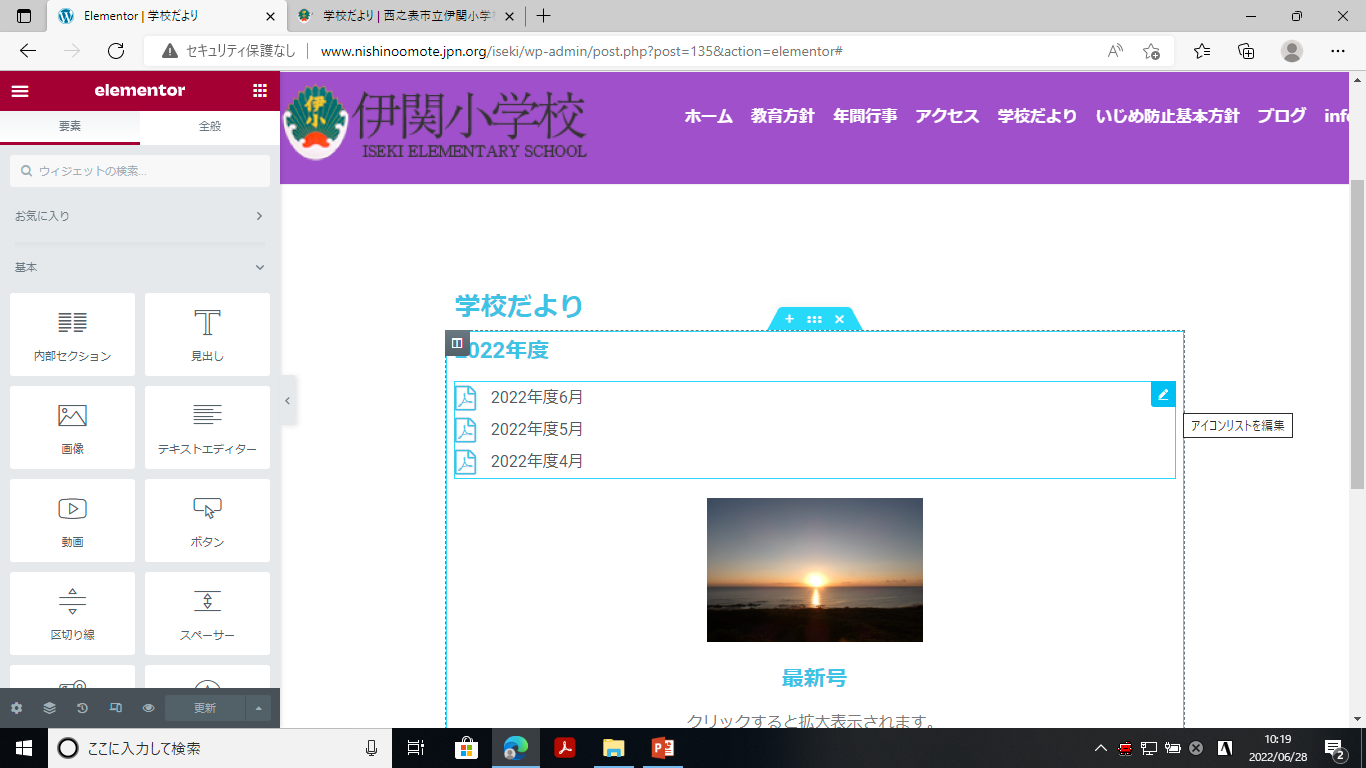 Elementor | 学校だより
学校だより | 西之表市立伊関小学校
セキュリティ保護なし
www.nishinoomote.jpn.org/iseki/wp-admin/post.php?post=135&action=elementor#
elementor
要素
全般
ウィジェットの検索...
お気に入り
基本
内部セクション
見出し
画像
テキストエディター
動画
ボタン
区切り線
スペーサー
更新
伊小
伊関小学校
ISEKI ELEMENTARY SCHOOL
ホーム 教育方針 年間行事 アクセス 学校だより いじめ防止基本方針 ブログ info
学校だより
2022年度
2022年度6月
2022年度5月
2022年度4月
アイコンリストを編集
最新号
クリックすると拡大表示されます。
ここに入力して検索
A
10:19
2022/06/28
2